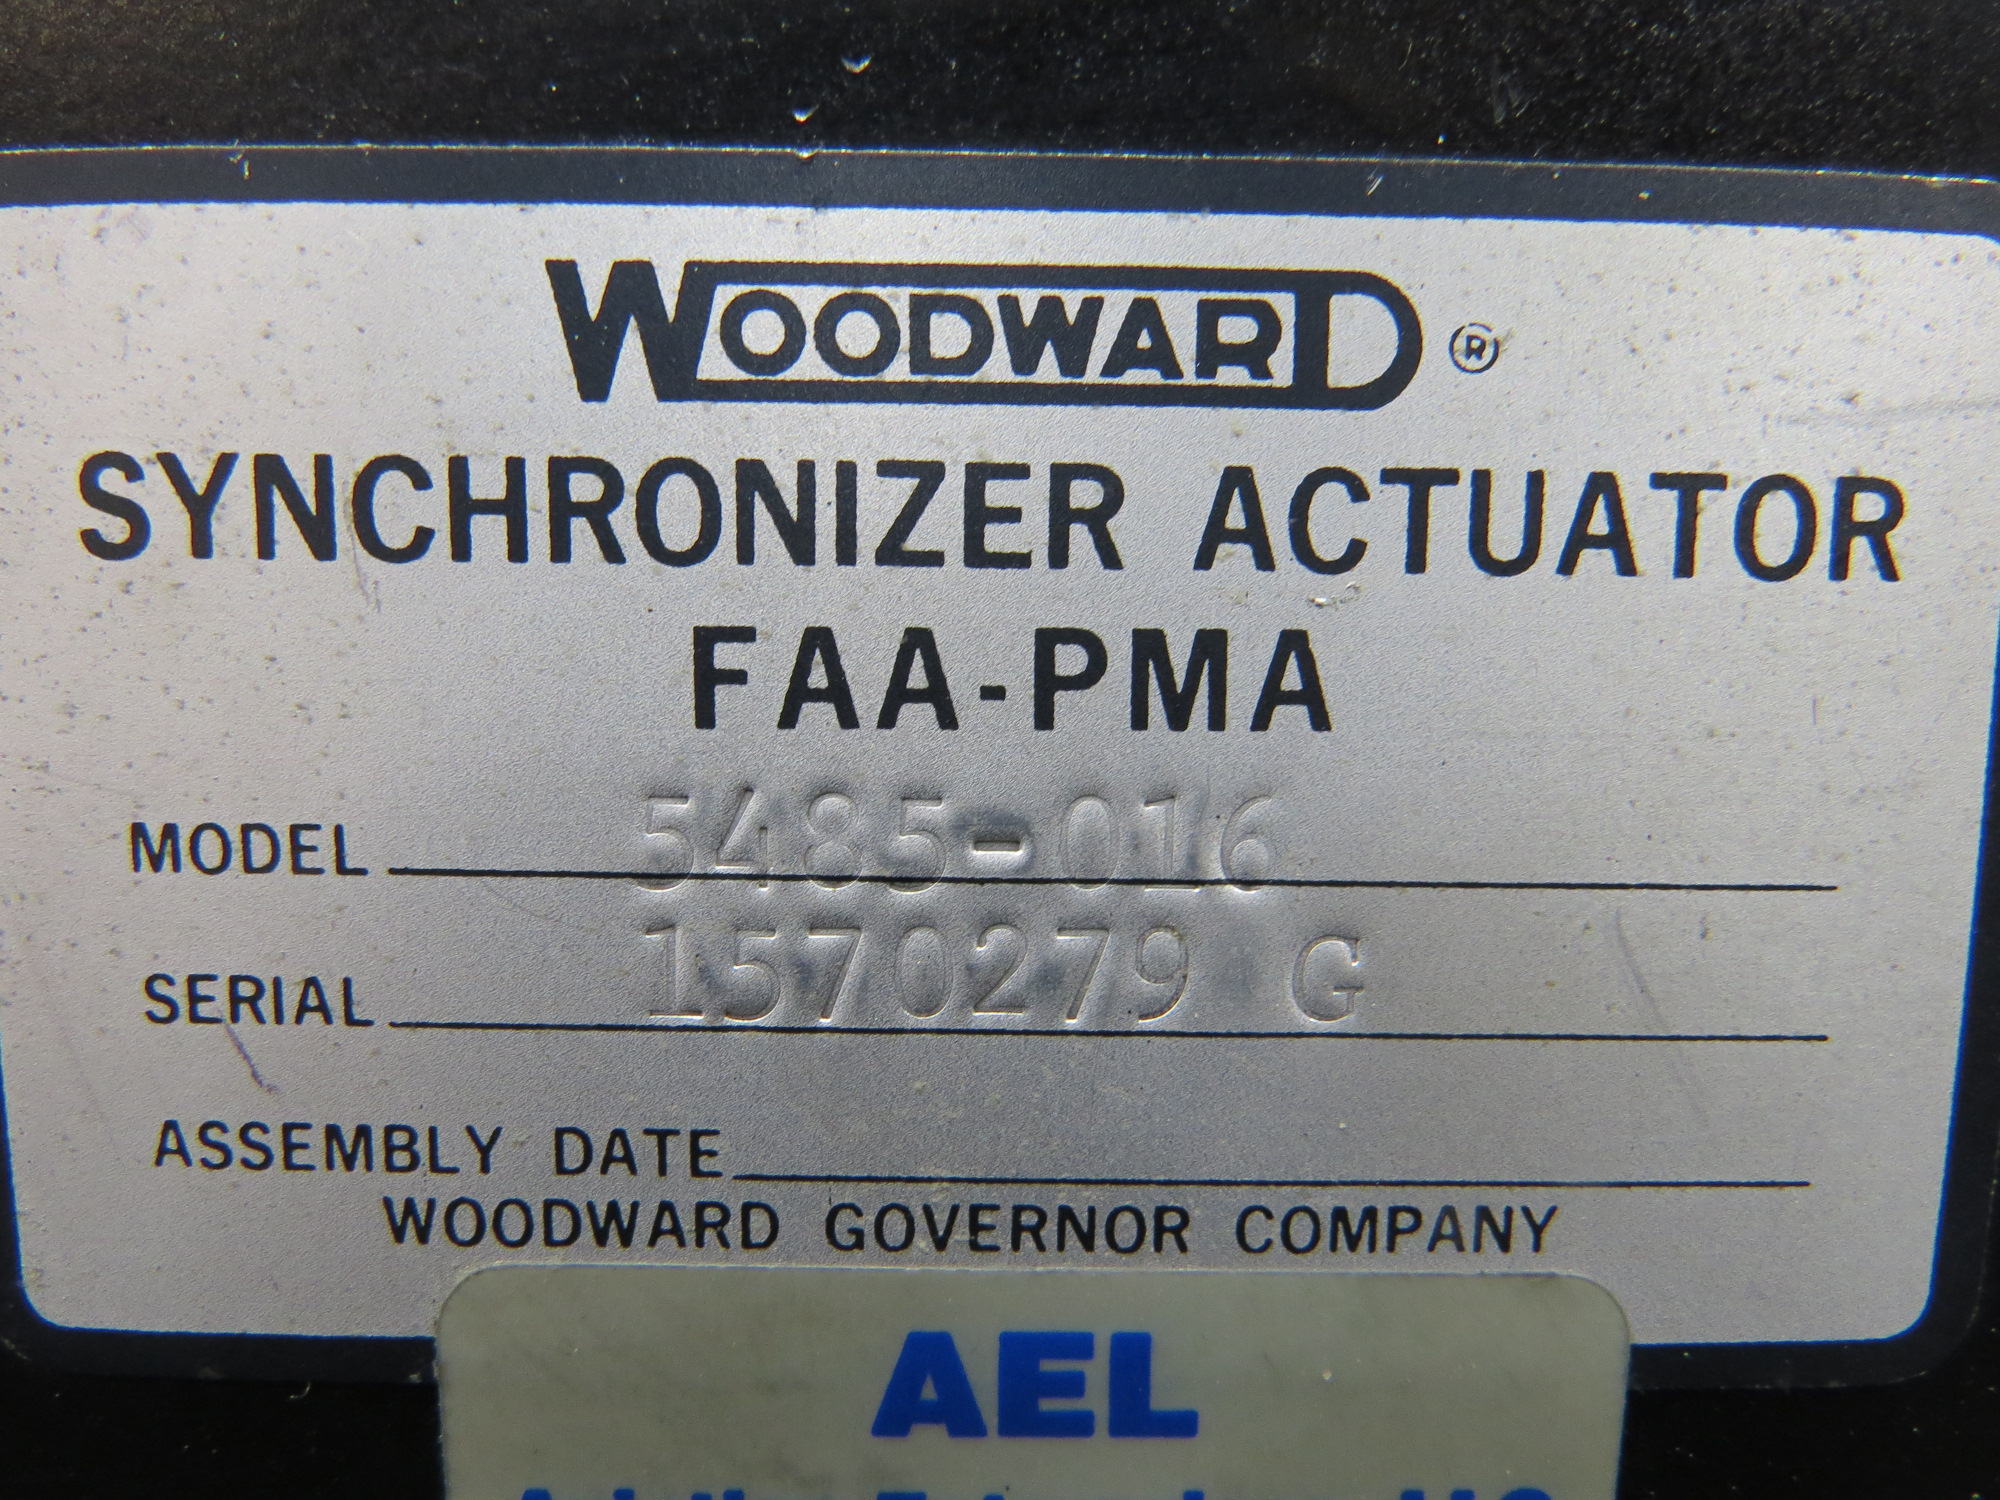 WOODWARD ®
SYNCHRONIZER ACTUATOR
FAA-PMA
MODEL 5485-016
SERIAL 1570279 G
ASSEMBLY DATE
WOODWARD GOVERNOR COMPANY
AEL